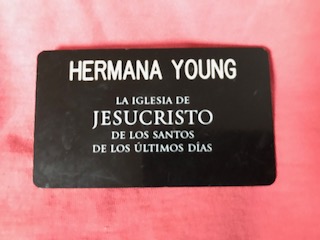 HERMANA YOUNG
LA IGLESIA DE
JESUCRISTO
DE LOS SANTOS
DE LOS ÚLTIMOS DÍAS